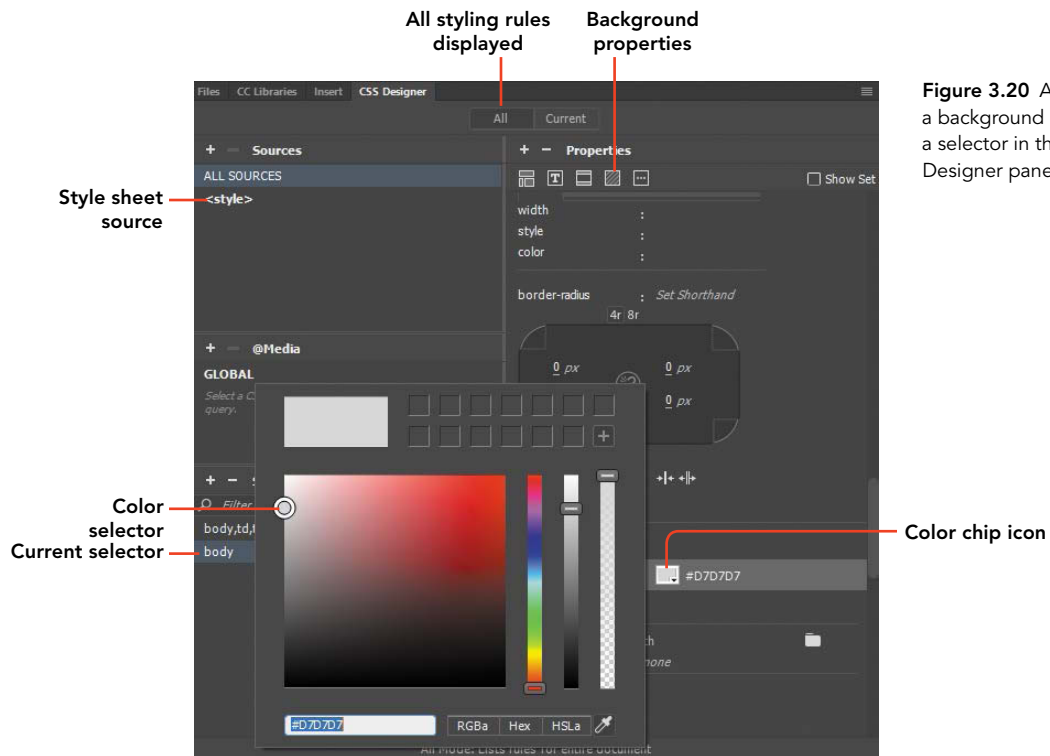 All styling rules
displayed
Background
properties
Figure 3.20
a background
a selector in
Designer
Files CC Libraries Insert CSS Designer
All Current
+ − Sources
ALL SOURCES
<style>
Style sheet
source
+ − Properties
Show Set
width :
style :
color :
border-radius : Set Shorthand
4r 8r
0 px
0 px
0 px
+ − @Media
GLOBAL
Select a
query.
+ −
Filter
body,td,
body
Color
selector
Current selector
Color chip icon
#D7D7D7
none
#D7D7D7
RGBa Hex HSLa
All Mode: Lists rules for entire document